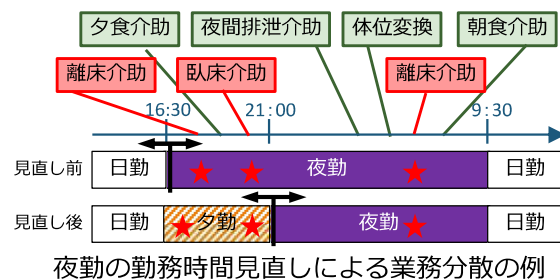 夕食介助 夜間排泄介助 体位変換 朝食介助
離床介助 臥床介助 離床介助
16:30 21:00 9:30
見直し前 日勤 夜勤 日勤
見直し後 日勤 夕勤 夜勤 日勤
夜勤の勤務時間見直しによる業務分散の例